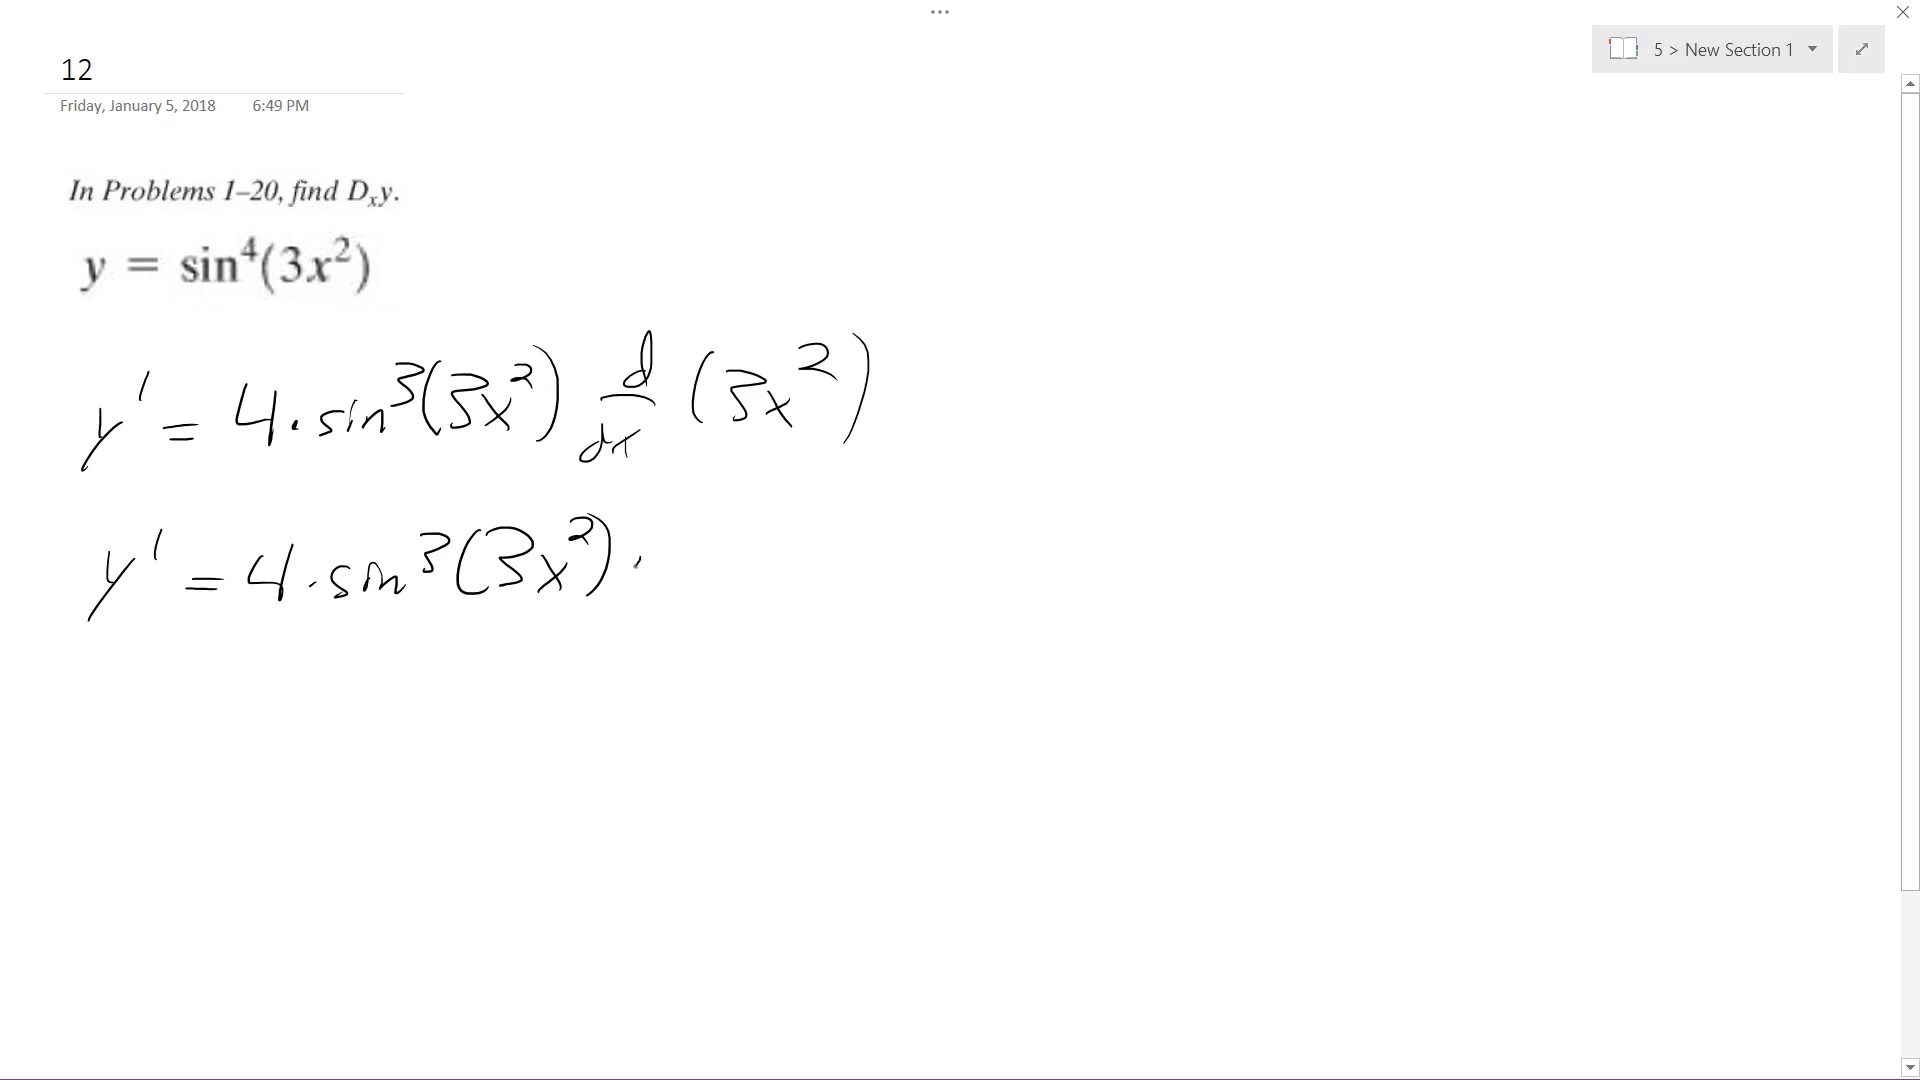 ...
5 > New Section 1
12
Friday, January 5, 2018 6:49 PM
In Problems 1–20, find Dₓy.
y = sin⁴(3x²)
y' = 4·sin³(3x²) d/dx (3x²)
y' = 4·sin³(3x²)·